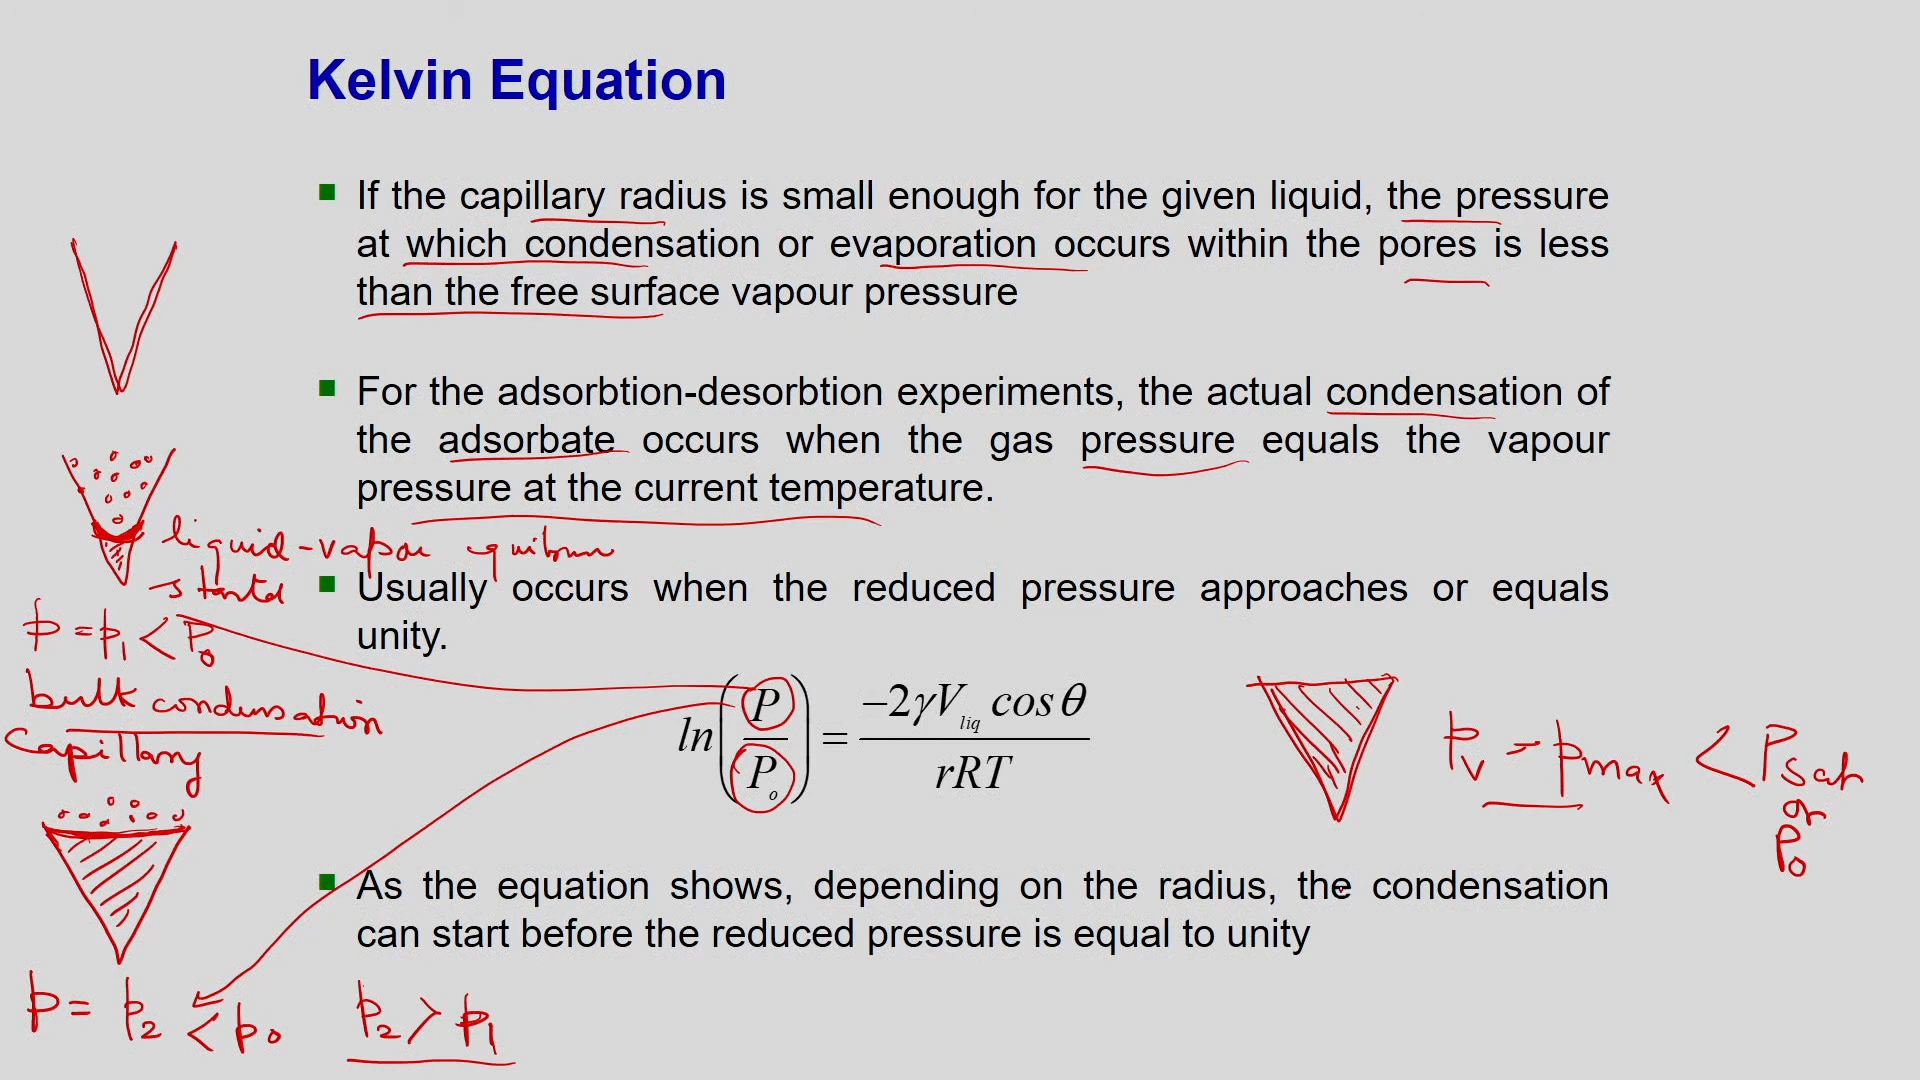 Kelvin Equation
If the capillary radius is small enough for the given liquid, the pressure
at which condensation or evaporation occurs within the pores is less
than the free surface vapour pressure
For the adsorbtion-desorbtion experiments, the actual condensation of
the adsorbate occurs when the gas pressure equals the vapour
pressure at the current temperature.
liquid-vapor
started
Usually occurs when the reduced pressure approaches or equals
unity.
p = p1 < P0
bulk condensation
Capillary
ln(P/Po) = −2γVliq cosθ / rRT
pv = pmax < Psat
or
P0
As the equation shows, depending on the radius, the condensation
can start before the reduced pressure is equal to unity
p = p2 < p0
p2 > p1